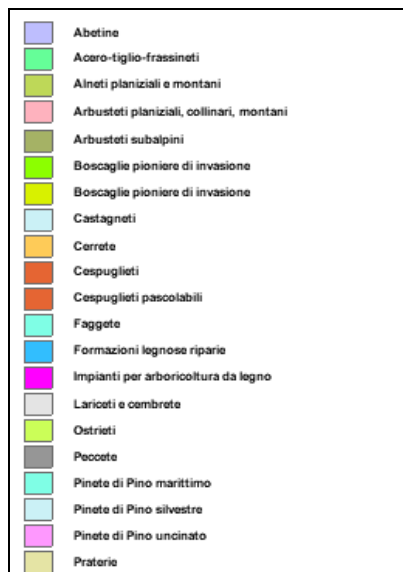 Abetine
Acero-tiglio-frassineti
Alneti planiziali e montani
Arbusteti planiziali, collinari, montani
Arbusteti subalpini
Boscaglie pioniere di invasione
Boscaglie pioniere di invasione
Castagneti
Cerrete
Cespuglieti
Cespuglieti pascolabili
Faggete
Formazioni legnose riparie
Impianti per arboricoltura da legno
Lariceti e cembrete
Ostrieti
Peccete
Pinete di Pino marittimo
Pinete di Pino silvestre
Pinete di Pino uncinato
Praterie